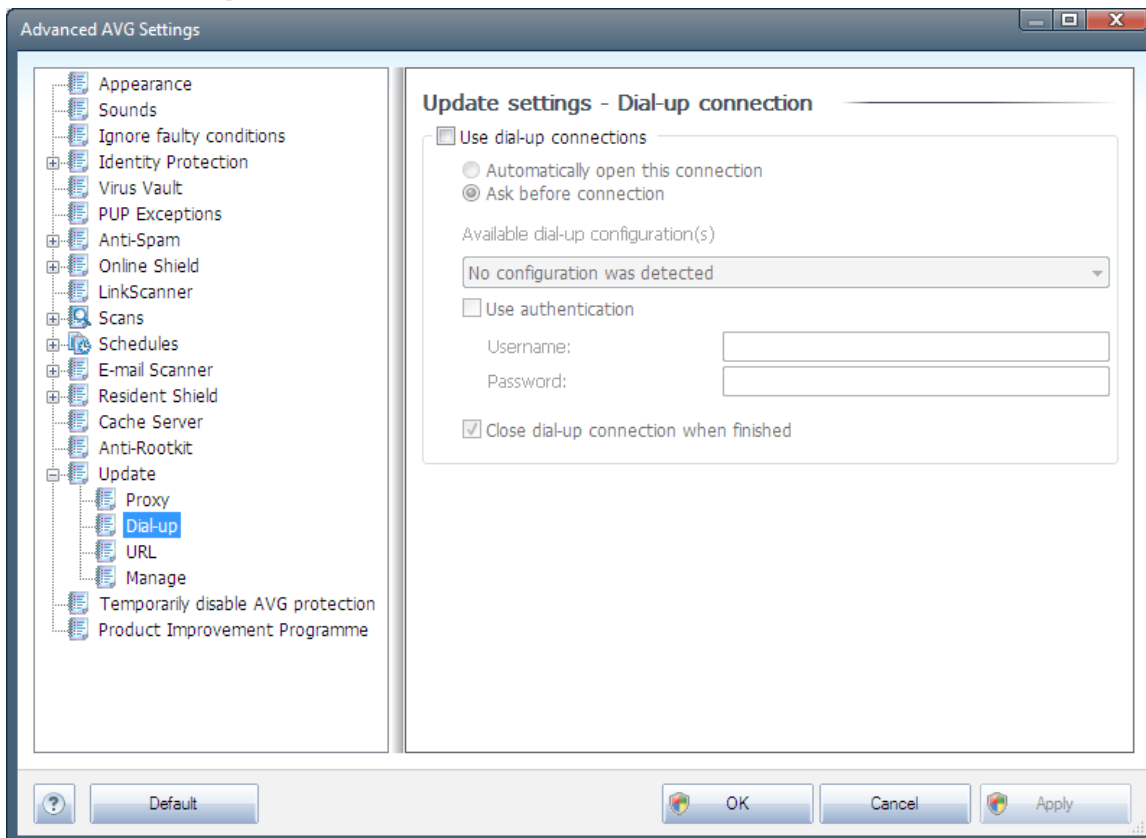 Advanced AVG Settings
Appearance
Sounds
Ignore faulty conditions
Identity Protection
Virus Vault
PUP Exceptions
Anti-Spam
Online Shield
LinkScanner
Scans
Schedules
E-mail Scanner
Resident Shield
Cache Server
Anti-Rootkit
Update
Proxy
Dial-up
URL
Manage
Temporarily disable AVG protection
Product Improvement Programme
Update settings - Dial-up connection
Use dial-up connections
Automatically open this connection
Ask before connection
Available dial-up configuration(s)
No configuration was detected
Use authentication
Username:
Password:
Close dial-up connection when finished
? Default OK Cancel Apply